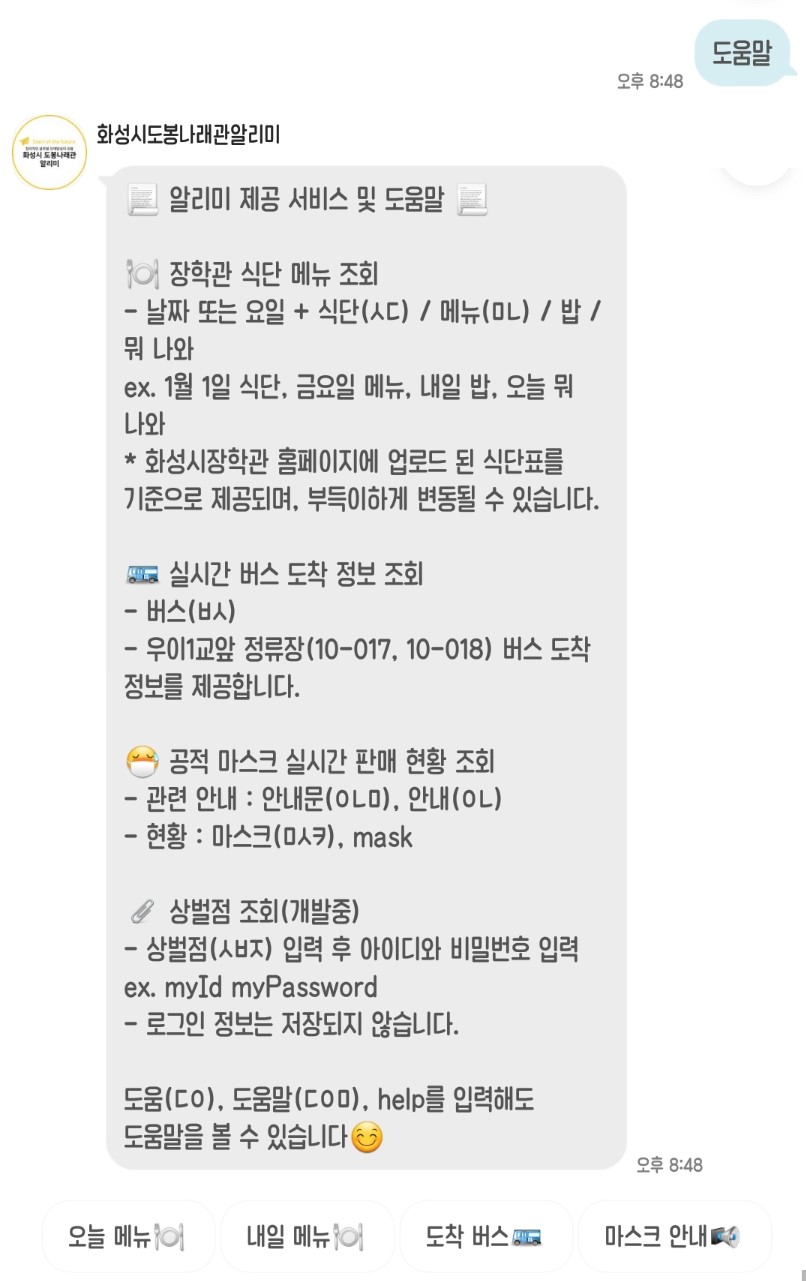 도움말
오후 8:48
화성시도봉나래관알리미
화성시 도봉나래관
알리미
📃 알리미 제공 서비스 및 도움말 📃
🍽 장학관 식단 메뉴 조회
- 날짜 또는 요일 + 식단(ㅅㄷ) / 메뉴(ㅁㄴ) / 밥 /
뭐 나와
ex. 1월 1일 식단, 금요일 메뉴, 내일 밥, 오늘 뭐
나와
* 화성시장학관 홈페이지에 업로드 된 식단표를
기준으로 제공되며, 부득이하게 변동될 수 있습니다.
🚌 실시간 버스 도착 정보 조회
- 버스(ㅂㅅ)
- 우이1교앞 정류장(10-017, 10-018) 버스 도착
정보를 제공합니다.
😷 공적 마스크 실시간 판매 현황 조회
- 관련 안내 : 안내문(ㅇㄴㅁ), 안내(ㅇㄴ)
- 현황 : 마스크(ㅁㅅㅋ), mask
📎 상벌점 조회(개발중)
- 상벌점(ㅅㅂㅈ) 입력 후 아이디와 비밀번호 입력
ex. myId myPassword
- 로그인 정보는 저장되지 않습니다.
도움(ㄷㅇ), 도움말(ㄷㅇㅁ), help를 입력해도
도움말을 볼 수 있습니다😊
오후 8:48
오늘 메뉴🍽
내일 메뉴🍽
도착 버스🚌
마스크 안내📢